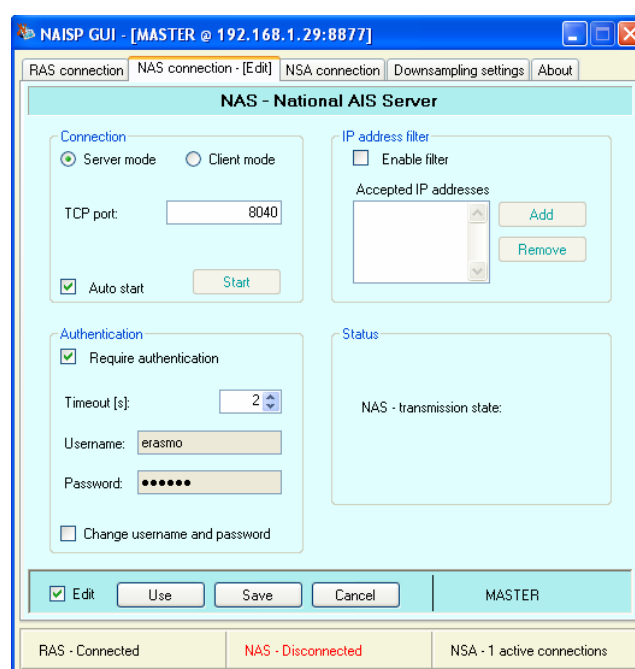 NAISP GUI - [MASTER @ 192.168.1.29:8877]
RAS connection NAS connection - [Edit] NSA connection Downsampling settings About
NAS - National AIS Server
Connection
Server mode Client mode
TCP port: 8040
Auto start Start
IP address filter
Enable filter
Accepted IP addresses
Add
Remove
Authentication
Require authentication
Timeout [s]: 2
Username: erasmo
Password: ●●●●●●
Change username and password
Status
NAS - transmission state:
Edit Use Save Cancel MASTER
RAS - Connected NAS - Disconnected NSA - 1 active connections